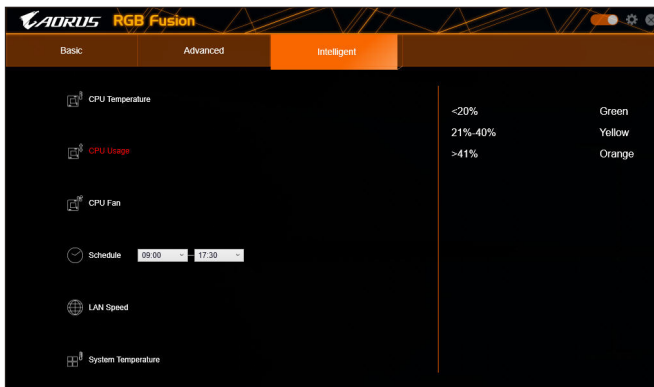 AORUS RGB Fusion
Basic Advanced Intelligent
CPU Temperature
CPU Usage
CPU Fan
Schedule 09:00 – 17:30
LAN Speed
System Temperature
<20% Green
21%-40% Yellow
>41% Orange